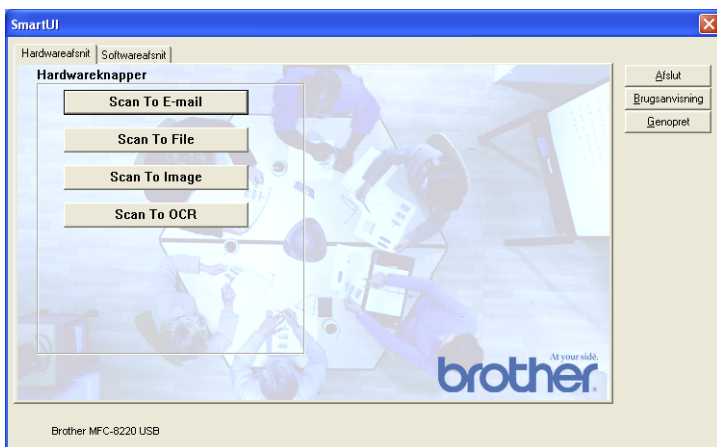 SmartUI
Hardwareafsnit Softwareafsnit
Hardwareknapper
Scan To E-mail
Scan To File
Scan To Image
Scan To OCR
Afslut
Brugsanvisning
Genopret
At your side.
brother
Brother MFC-8220 USB